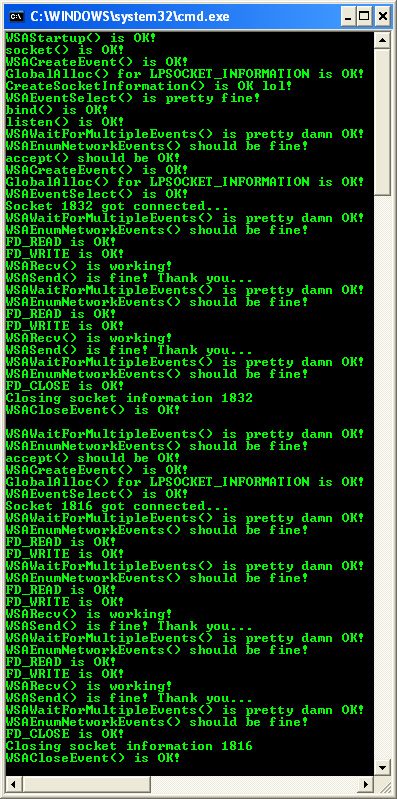 C:\WINDOWS\system32\cmd.exe
WSAStartup() is OK!
socket() is OK!
WSACreateEvent() is OK!
GlobalAlloc() for LPSOCKET_INFORMATION is OK!
CreateSocketInformation() is OK lol!
WSAEventSelect() is pretty fine!
bind() is OK!
listen() is OK!
WSAWaitForMultipleEvents() is pretty damn OK!
WSAEnumNetworkEvents() should be fine!
accept() should be OK!
WSACreateEvent() is OK!
GlobalAlloc() for LPSOCKET_INFORMATION is OK!
WSAEventSelect() is OK!
Socket 1832 got connected...
WSAWaitForMultipleEvents() is pretty damn OK!
WSAEnumNetworkEvents() should be fine!
FD_READ is OK!
FD_WRITE is OK!
WSARecv() is working!
WSASend() is fine! Thank you...
WSAWaitForMultipleEvents() is pretty damn OK!
WSAEnumNetworkEvents() should be fine!
FD_READ is OK!
FD_WRITE is OK!
WSARecv() is working!
WSASend() is fine! Thank you...
WSAWaitForMultipleEvents() is pretty damn OK!
WSAEnumNetworkEvents() should be fine!
FD_CLOSE is OK!
Closing socket information 1832
WSACloseEvent() is OK!
WSAWaitForMultipleEvents() is pretty damn OK!
WSAEnumNetworkEvents() should be fine!
accept() should be OK!
WSACreateEvent() is OK!
GlobalAlloc() for LPSOCKET_INFORMATION is OK!
WSAEventSelect() is OK!
Socket 1816 got connected...
WSAWaitForMultipleEvents() is pretty damn OK!
WSAEnumNetworkEvents() should be fine!
FD_READ is OK!
FD_WRITE is OK!
WSAWaitForMultipleEvents() is pretty damn OK!
WSAEnumNetworkEvents() should be fine!
FD_READ is OK!
FD_WRITE is OK!
WSARecv() is working!
WSASend() is fine! Thank you...
WSAWaitForMultipleEvents() is pretty damn OK!
WSAEnumNetworkEvents() should be fine!
FD_READ is OK!
FD_WRITE is OK!
WSARecv() is working!
WSASend() is fine! Thank you...
WSAWaitForMultipleEvents() is pretty damn OK!
WSAEnumNetworkEvents() should be fine!
FD_CLOSE is OK!
Closing socket information 1816
WSACloseEvent() is OK!